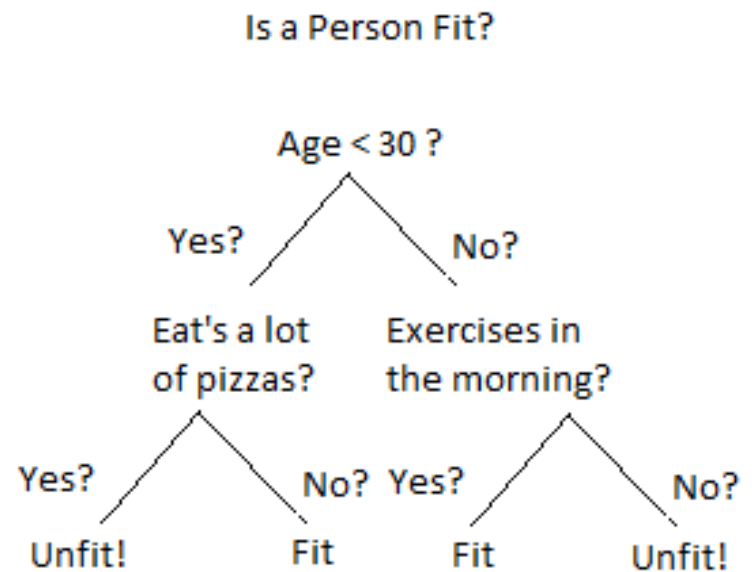 Is a Person Fit?
Age < 30 ?
Yes?
No?
Eat's a lot
of pizzas?
Exercises in
the morning?
Yes?
No?
Yes?
No?
Unfit!
Fit
Fit
Unfit!